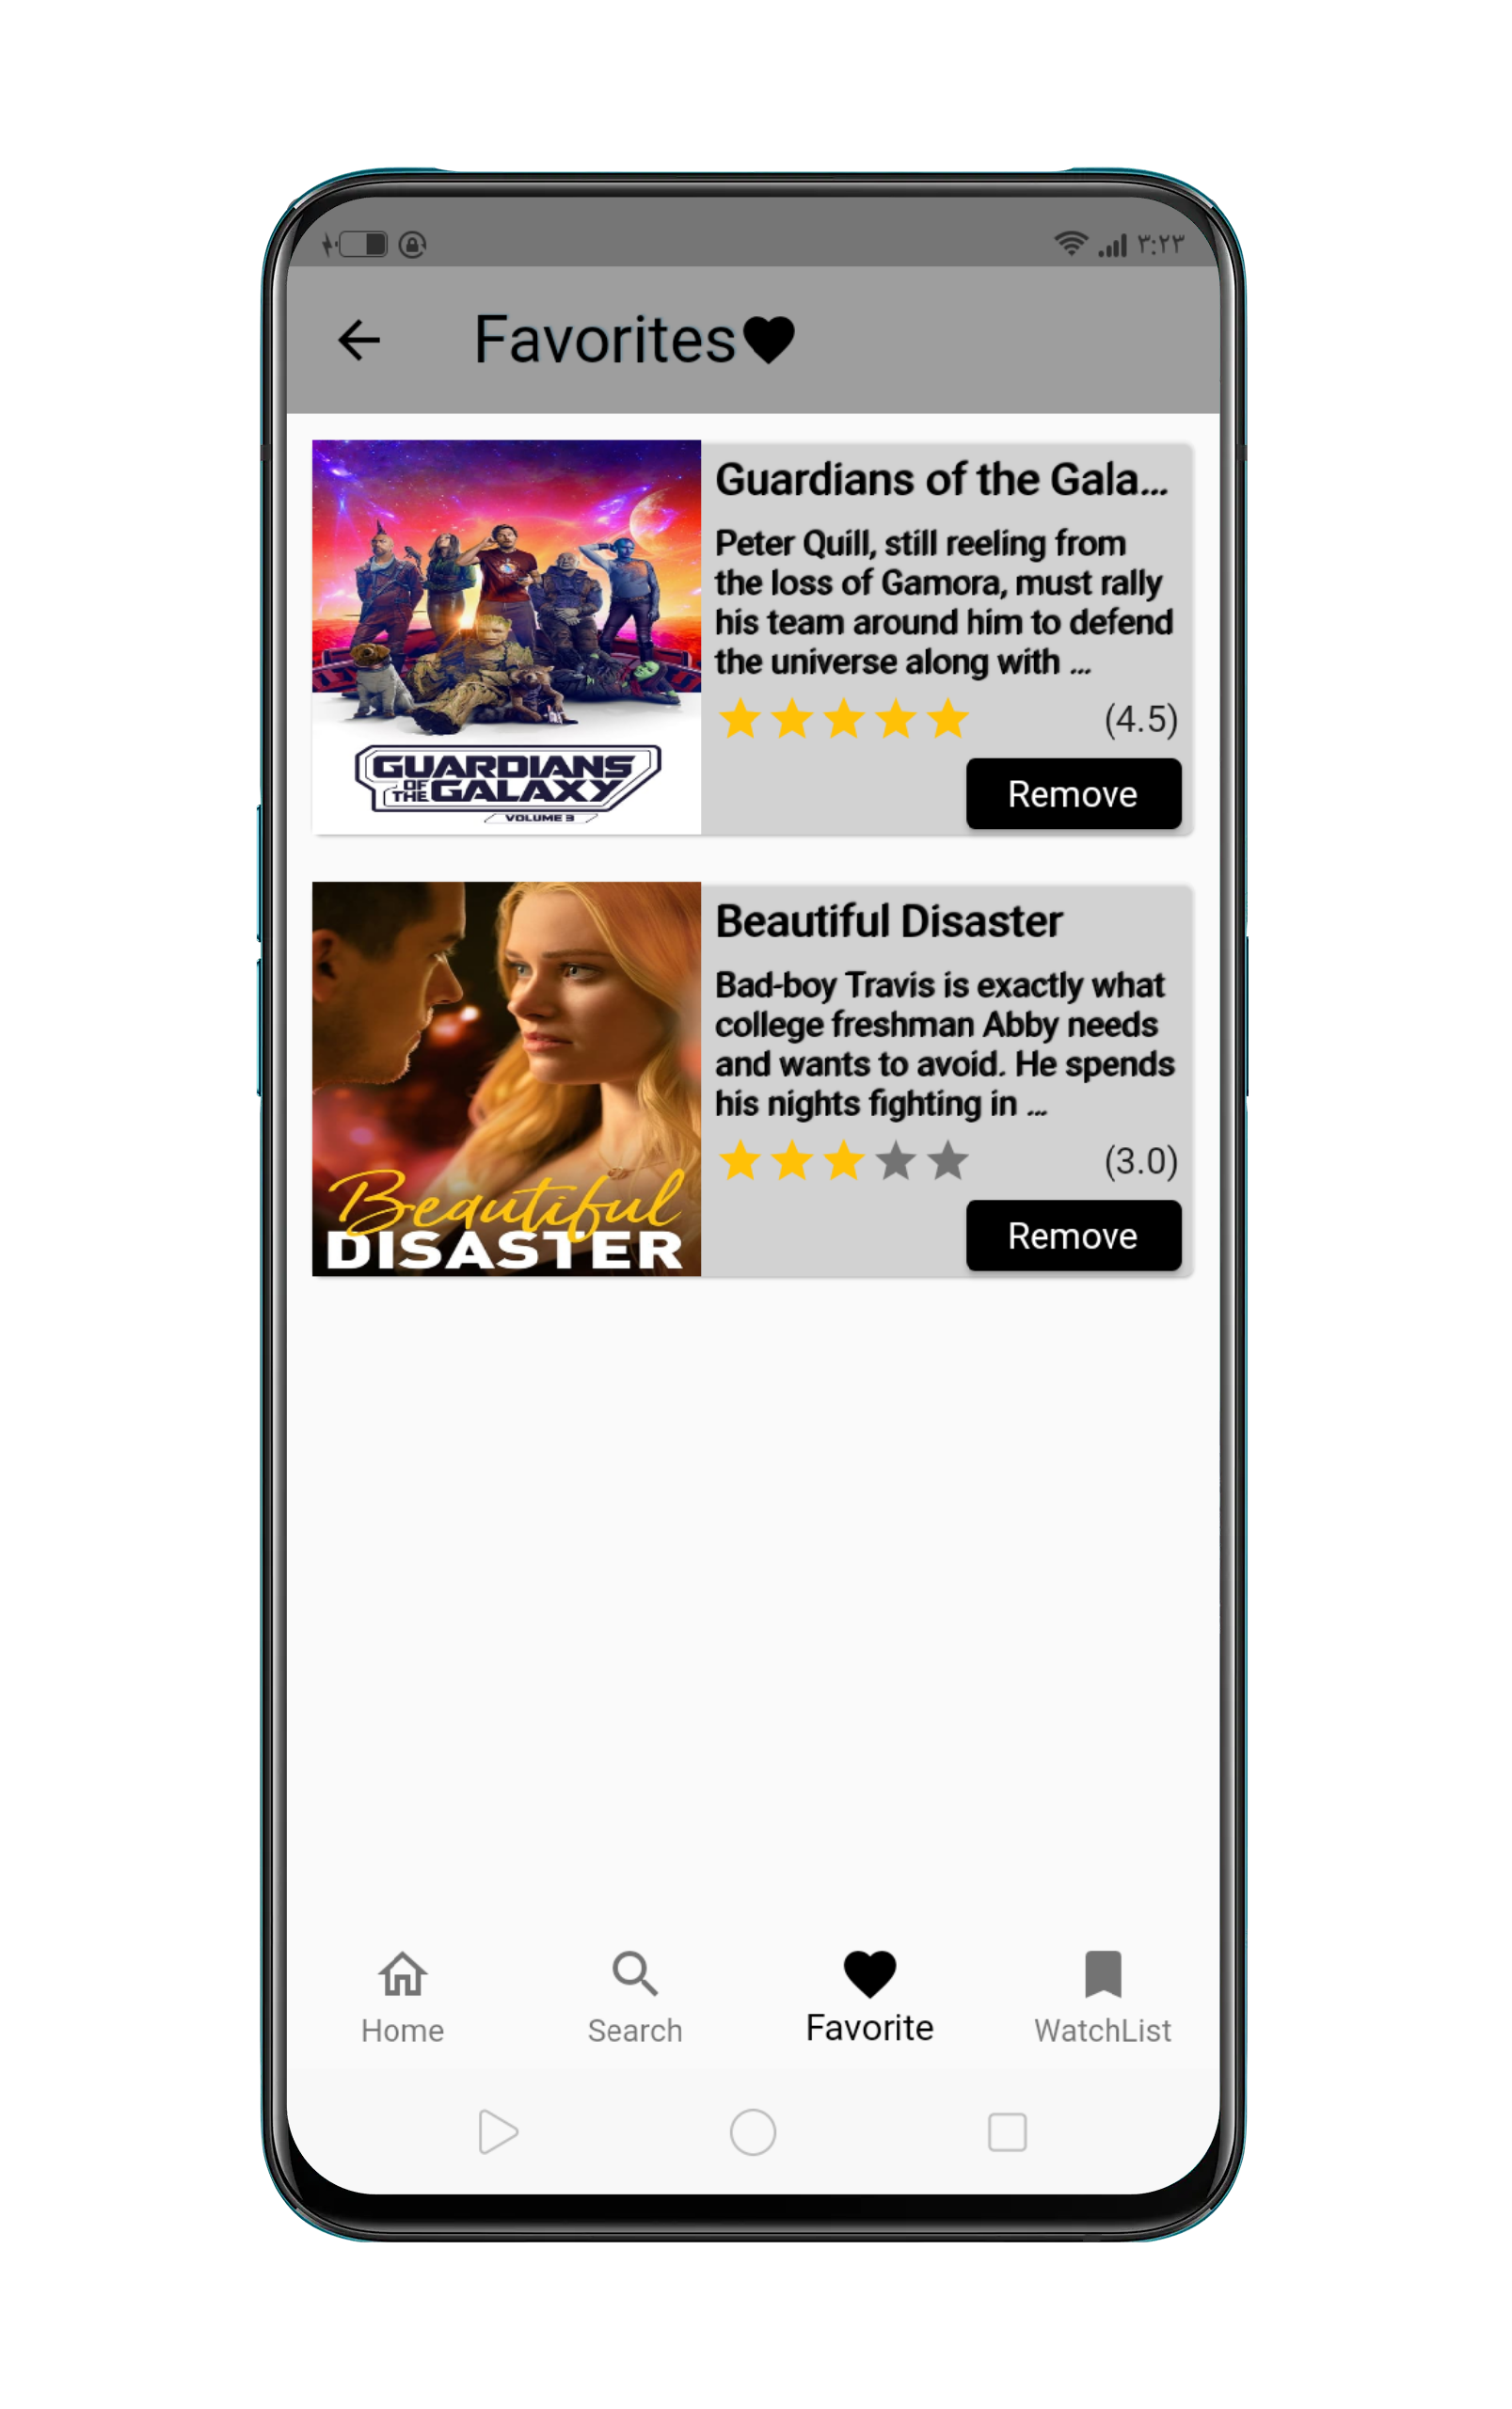 ٣:٢٣
Favorites
Guardians of the Gala...
Peter Quill, still reeling from
the loss of Gamora, must rally
his team around him to defend
the universe along with ...
(4.5)
Remove
GUARDIANS
OF THE GALAXY
VOLUME 3
Beautiful Disaster
Bad-boy Travis is exactly what
college freshman Abby needs
and wants to avoid. He spends
his nights fighting in ...
(3.0)
Remove
Beautiful
DISASTER
Home
Search
Favorite
WatchList